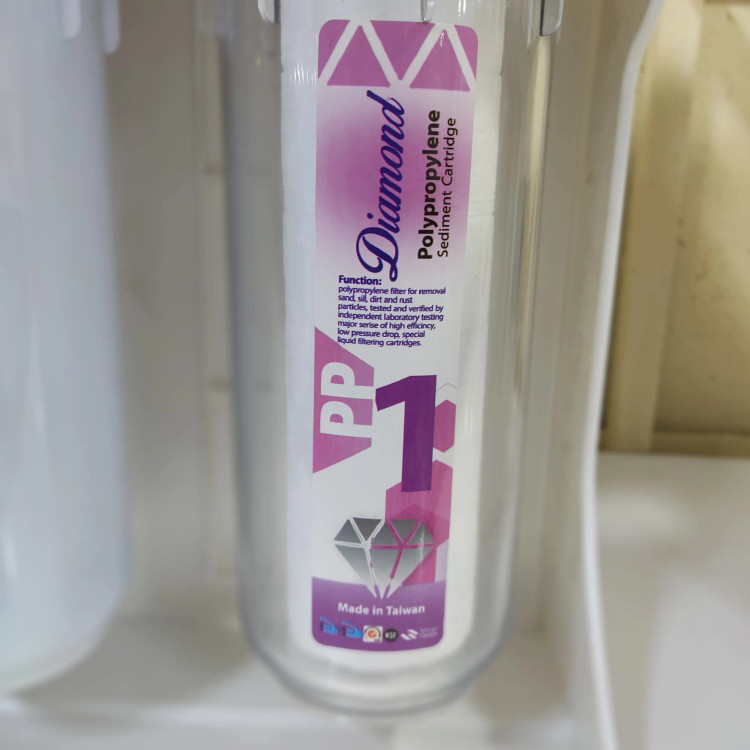 Diamond
Polypropylene
Sediment Cartridge
Function:
polypropylene filter for removal
sand, sill, dirt and rust
particles, tested and verified by
independent laboratory testing
major serise of high efficincy,
low pressure drop, special
liquid filtering cartridges.
PP
1
Made in Taiwan
NSF